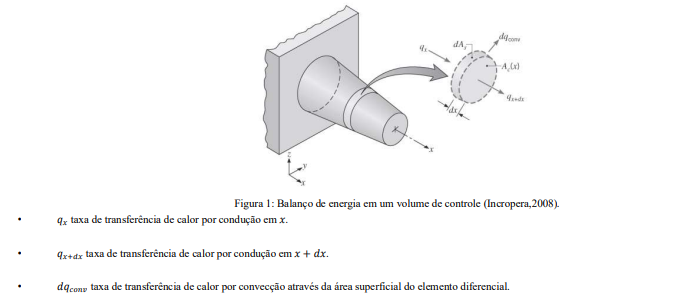 dq_conv
q_x
dA_s
A_c(x)
q_x+dx
dx
x
z
y
x
Figura 1: Balanço de energia em um volume de controle (Incropera,2008).
• q_x taxa de transferência de calor por condução em x.
• q_x+dx taxa de transferência de calor por condução em x + dx.
• dq_conv taxa de transferência de calor por convecção através da área superficial do elemento diferencial.